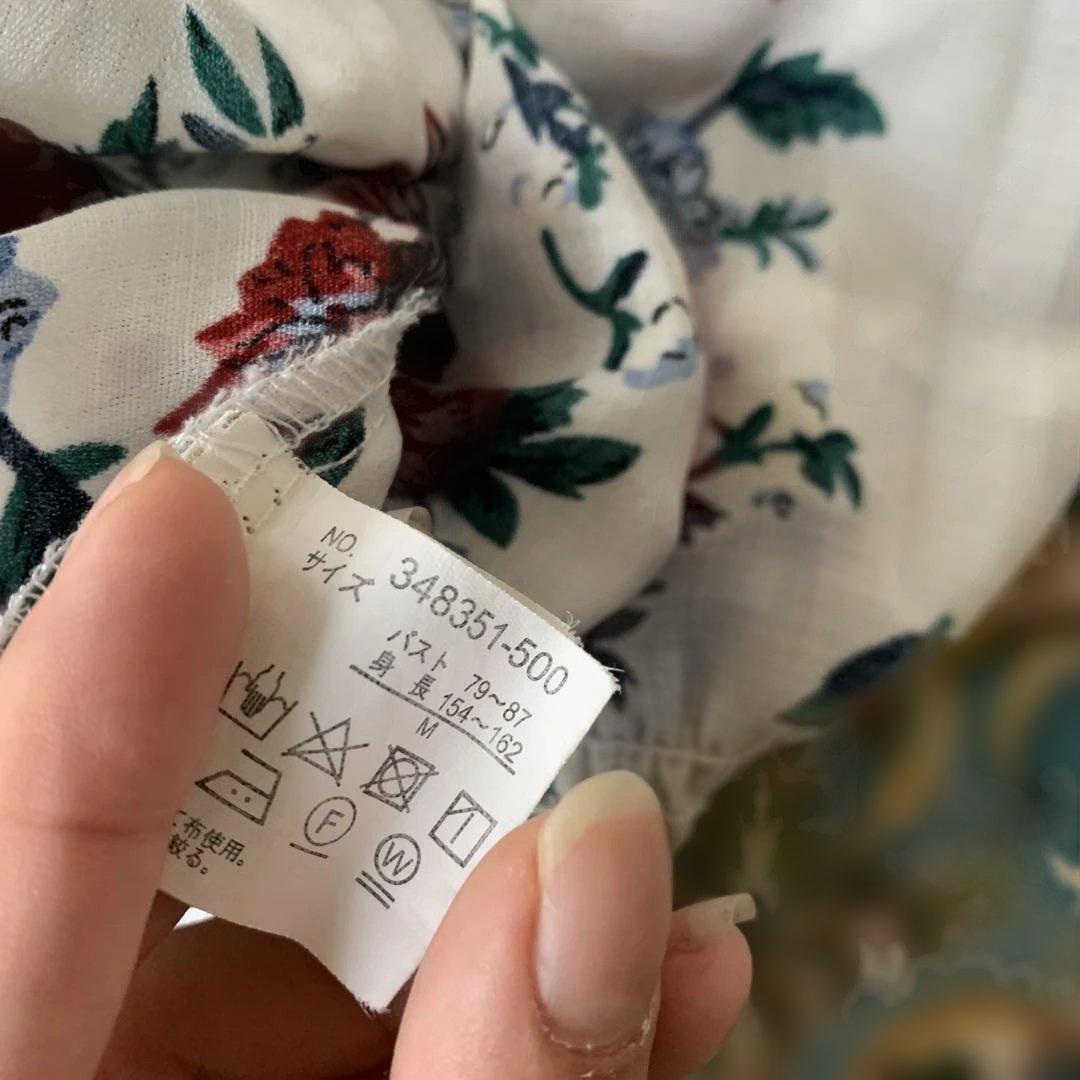 NO. 348351-500
サイズ
バスト 79~87
身長 154~162
M
F
W
布使用。
絞る。